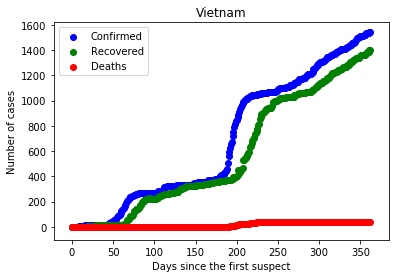 Vietnam
Confirmed
Recovered
Deaths
Number of cases
1600
1400
1200
1000
800
600
400
200
0
0 50 100 150 200 250 300 350
Days since the first suspect